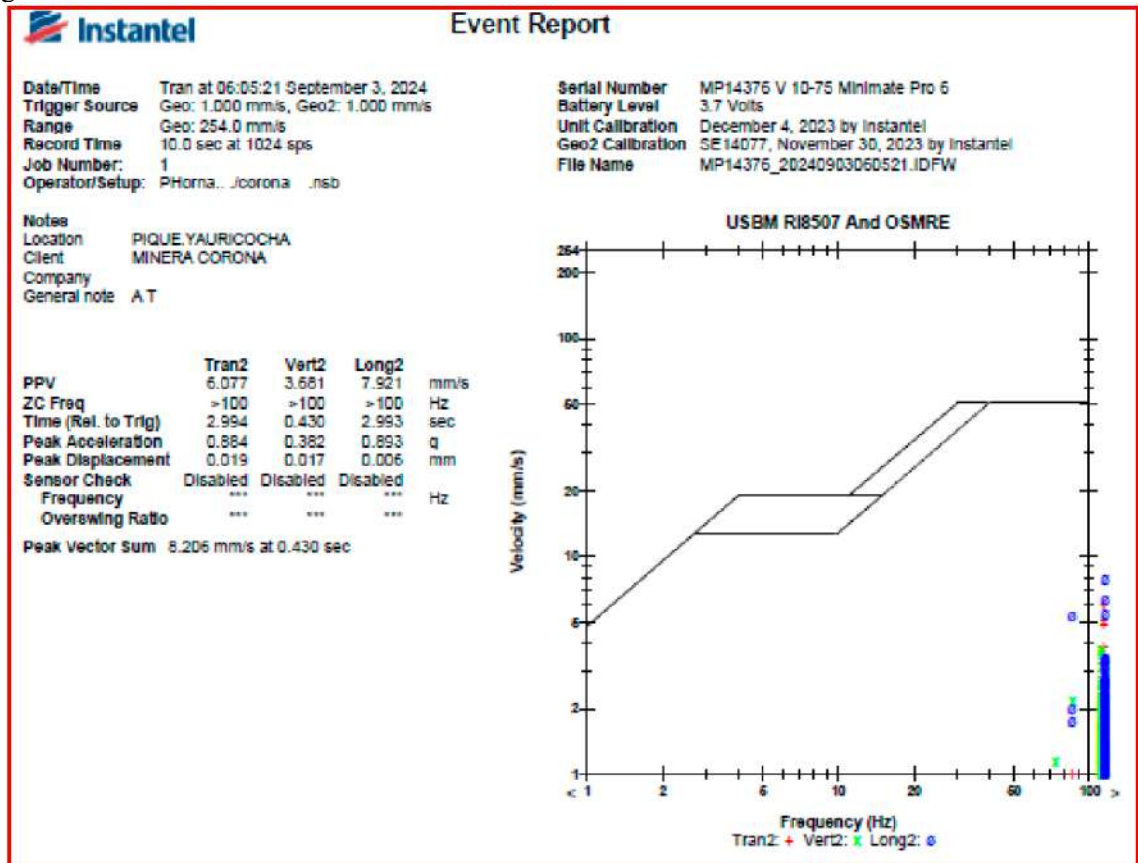 Instantel
Event Report
Date/Time Tran at 06:05:21 September 3, 2024
Trigger Source Geo: 1.000 mm/s, Geo2: 1.000 mm/s
Range Geo: 254.0 mm/s
Record Time 10.0 sec at 1024 sps
Job Number: 1
Operator/Setup: PHorna.. ./corona .nsb
Serial Number MP14376 V 10-75 Minimate Pro 6
Battery Level 3.7 Volts
Unit Calibration December 4, 2023 by Instantel
Geo2 Calibration SE14077, November 30, 2023 by Instantel
File Name MP14376_20240903060521.IDFW
Notes
Location PIQUE.YAURICOCHA
Client MINERA CORONA
Company
General note A.T
Tran2 Vert2 Long2
PPV 6.077 3.681 7.921 mm/s
ZC Freq >100 >100 >100 Hz
Time (Rel. to Trig) 2.994 0.430 2.993 sec
Peak Acceleration 0.884 0.382 0.893 g
Peak Displacement 0.019 0.017 0.006 mm
Sensor Check Disabled Disabled Disabled
Frequency *** *** *** Hz
Overswing Ratio *** *** ***
Peak Vector Sum 8.206 mm/s at 0.430 sec
USBM RI8507 And OSMRE
254
200
100
50
20
10
5
2
1
Velocity (mm/s)
< 1 2 5 10 20 50 100 >
Frequency (Hz)
Tran2: + Vert2: x Long2: ø